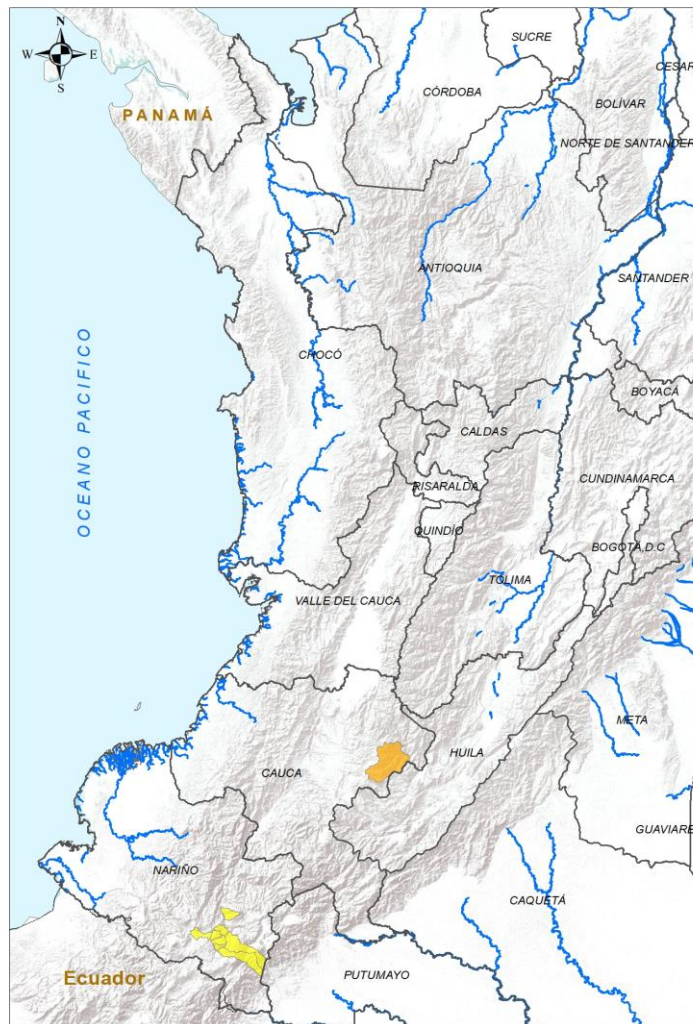 N
W E
S
SUCRE
CESAR
CÓRDOBA
BOLÍVAR
PANAMÁ
NORTE DE SANTANDER
ANTIOQUIA
SANTANDER
CHOCÓ
OCEANO PACIFICO
BOYACÁ
CALDAS
CUNDINAMARCA
RISARALDA
QUINDÍO
BOGOTÁ,D.C
TOLIMA
VALLE DEL CAUCA
META
HUILA
CAUCA
GUAVIARE
NARIÑO
CAQUETÁ
PUTUMAYO
Ecuador